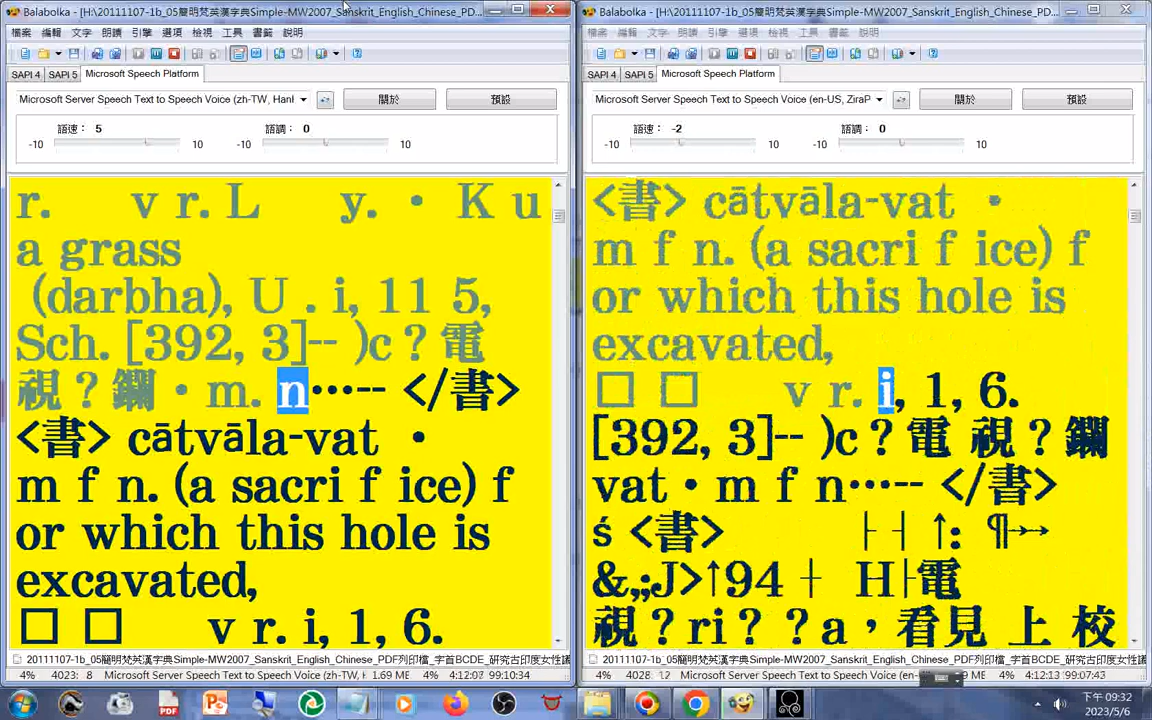 Balabolka - [H:\20111107-1b_05簡明梵英漢字典Simple-MW2007_Sanskrit_English_Chinese_PD...
檔案 編輯 文字 朗讀 引擎 選項 檢視 工具 書籤 說明
SAPI 4 SAPI 5 Microsoft Speech Platform
Microsoft Server Speech Text to Speech Voice (zh-TW, Hanl
關於 預設
語速： 5 語調： 0
-10 10 -10 10
r. v r. L y. • K u
a grass
(darbha), U . i, 11 5,
Sch. [392, 3]-- )c？電
視？鑭・m. n…-- </書>
<書> cātvāla-vat •
m f n. (a sacri f ice) f
or which this hole is
excavated,
□ □ v r. i, 1, 6.
20111107-1b_05簡明梵英漢字典Simple-MW2007_Sanskrit_English_Chinese_PDF列印檔_字首BCDE_研究古印度女性議
4% 4023: 8 Microsoft Server Speech Text to Speech Voice (zh-TW, H 1.69 ME 4% 4:12:07 99:10:34
Balabolka - [H:\20111107-1b_05簡明梵英漢字典Simple-MW2007_Sanskrit_English_Chinese_PD...
檔案 編輯 文字 朗讀 引擎 選項 檢視 工具 書籤 說明
SAPI 4 SAPI 5 Microsoft Speech Platform
Microsoft Server Speech Text to Speech Voice (en-US, ZiraP
關於 預設
語速： -2 語調： 0
-10 10 -10 10
<書> cātvāla-vat •
m f n. (a sacri f ice) f
or which this hole is
excavated,
□ □ v r. i, 1, 6.
[392, 3]-- )c？電 視？鑭
vat・m f n…-- </書>
ś <書> ├ ┤ ↑: ¶→→
&,;J>↑94 ┼ H├電
視？ri？？a，看見 上 校
20111107-1b_05簡明梵英漢字典Simple-MW2007_Sanskrit_English_Chinese_PDF列印檔_字首BCDE_研究古印度女性議
4% 4028: 12 Microsoft Server Speech Text to Speech Voice (en-US, ZiraP 9 ME 4% 4:12:13 99:07:43
PDF
下午 09:32
2023/5/6